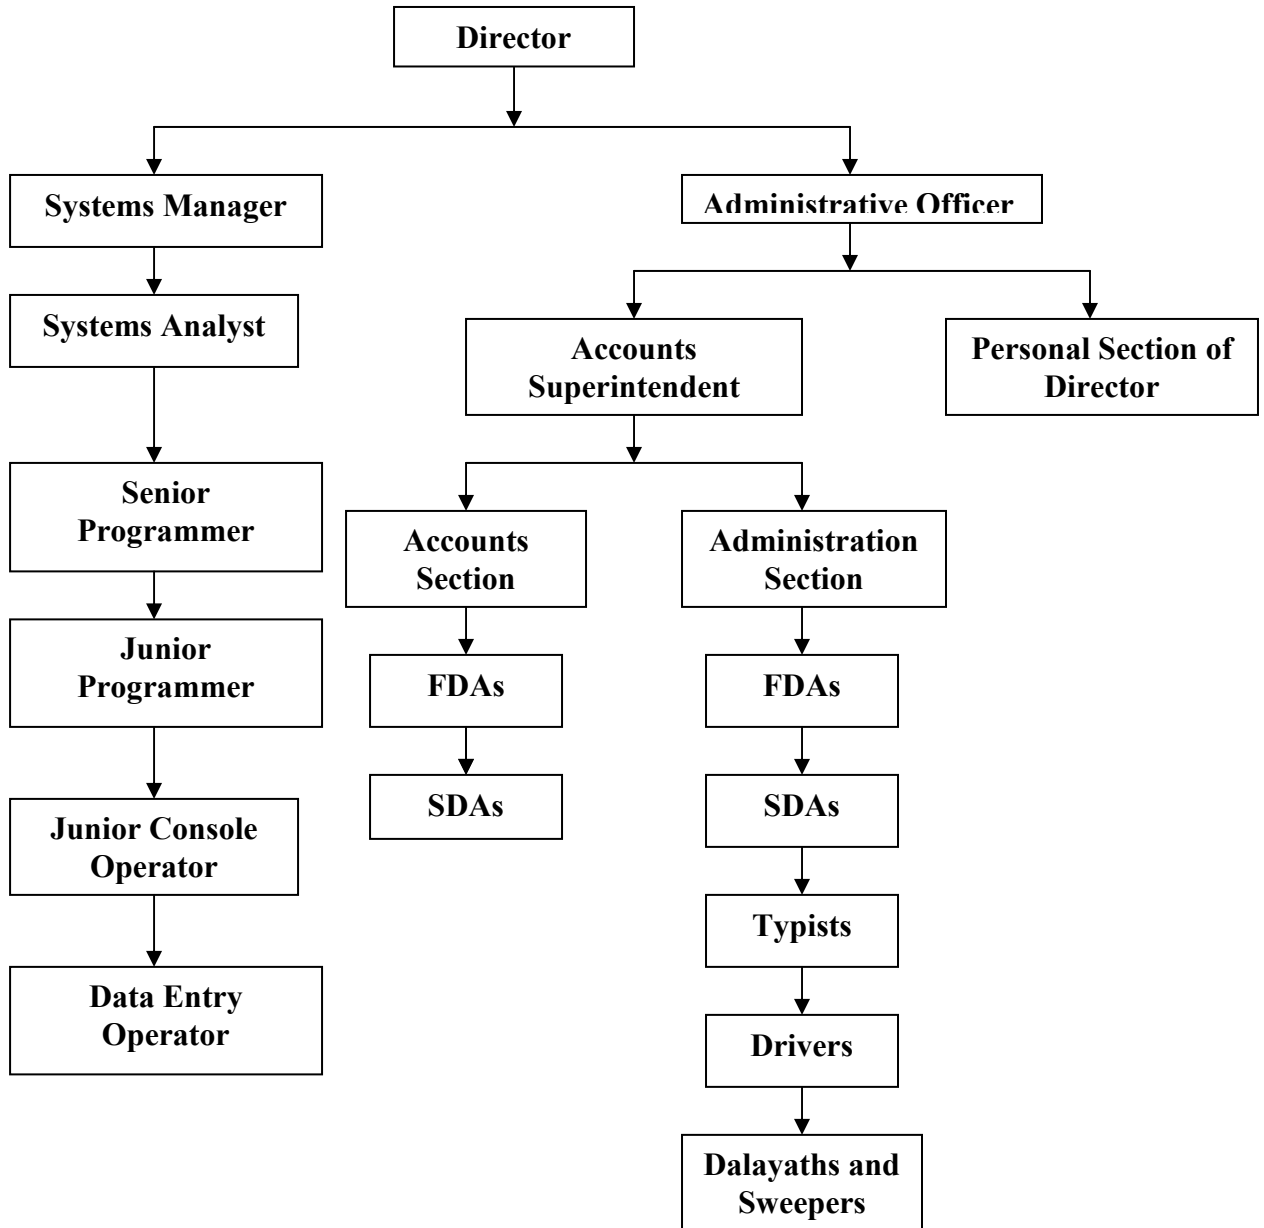 Director
Systems Manager
Administrative Officer
Systems Analyst
Accounts
Superintendent
Personal Section of
Director
Senior
Programmer
Accounts
Section
Administration
Section
Junior
Programmer
FDAs
FDAs
Junior Console
Operator
SDAs
SDAs
Typists
Data Entry
Operator
Drivers
Dalayaths and
Sweepers